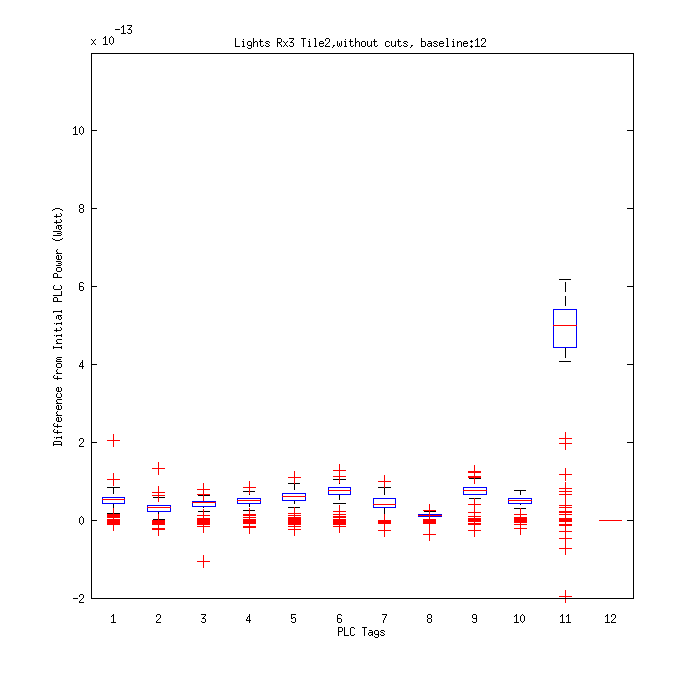 x 10^-13
Lights Rx3 Tile2,without cuts, baseline:12
10
8
6
4
2
0
-2
Difference from Initial PLC Power (Watt)
1 2 3 4 5 6 7 8 9 10 11 12
PLC Tags